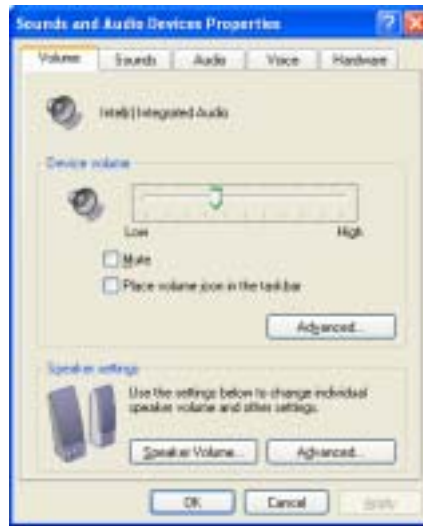 Sounds and Audio Devices Properties
Volume Sounds Audio Voice Hardware
Intel(r) Integrated Audio
Device volume
Low High
Mute
Place volume icon in the taskbar
Advanced...
Speaker settings
Use the settings below to change individual
speaker volume and other settings.
Speaker Volume... Advanced...
OK Cancel Apply